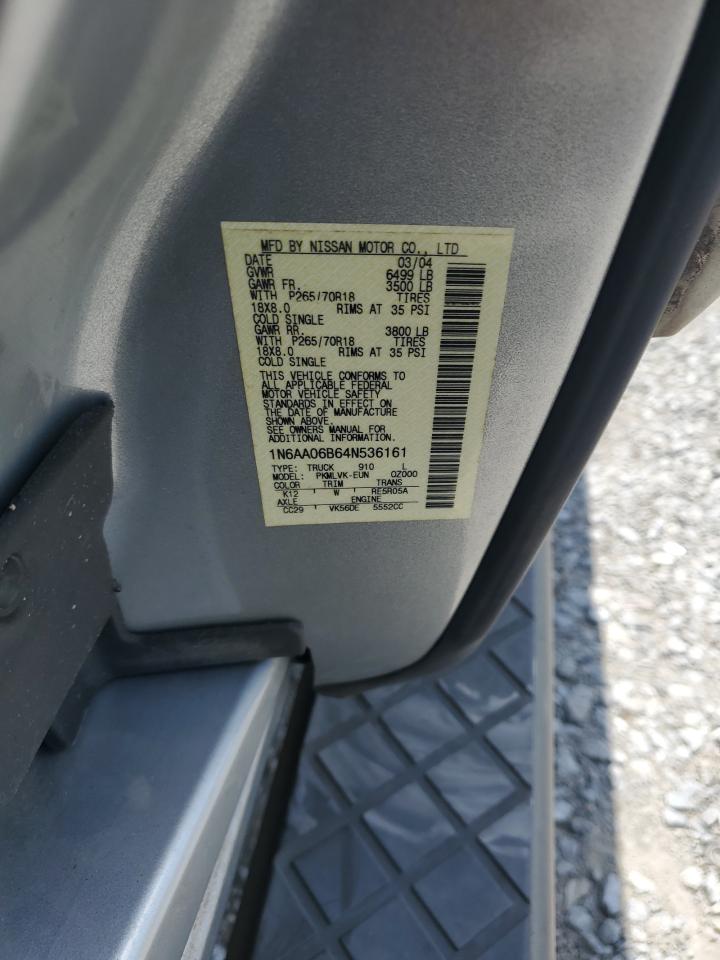 MFD BY NISSAN MOTOR CO., LTD
DATE 03/04
GVWR 6499 LB
GAWR FR. 3500 LB
WITH P265/70R18 TIRES
18X8.0 RIMS AT 35 PSI
COLD SINGLE
GAWR RR. 3800 LB
WITH P265/70R18 TIRES
18X8.0 RIMS AT 35 PSI
COLD SINGLE
THIS VEHICLE CONFORMS TO
ALL APPLICABLE FEDERAL
MOTOR VEHICLE SAFETY
STANDARDS IN EFFECT ON
THE DATE OF MANUFACTURE
SHOWN ABOVE.
SEE OWNERS MANUAL FOR
ADDITIONAL INFORMATION.
1N6AA06B64N536161
TYPE: TRUCK 910 L
MODEL: PKMLVK-EUN 0Z000
COLOR TRIM TRANS
K12 W RE5R05A
AXLE ENGINE
CC29 VK56DE 5552CC